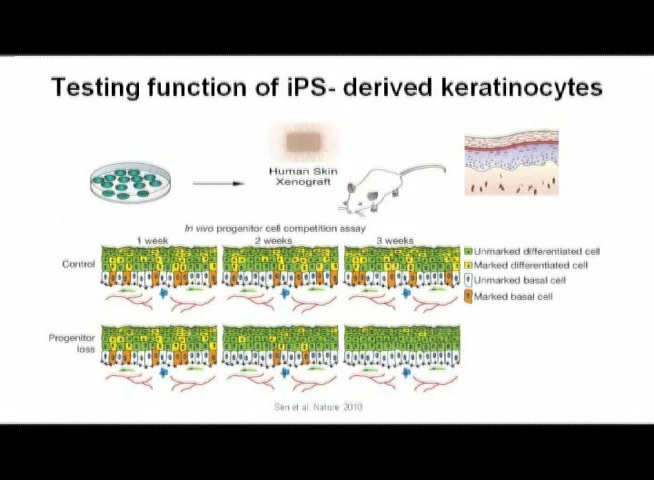 Testing function of iPS- derived keratinocytes
Human Skin
Xenograft
In vivo progenitor cell competition assay
1 week 2 weeks 3 weeks
Control
Unmarked differentiated cell
Marked differentiated cell
Unmarked basal cell
Marked basal cell
Progenitor
loss
Sen et al. Nature 2010